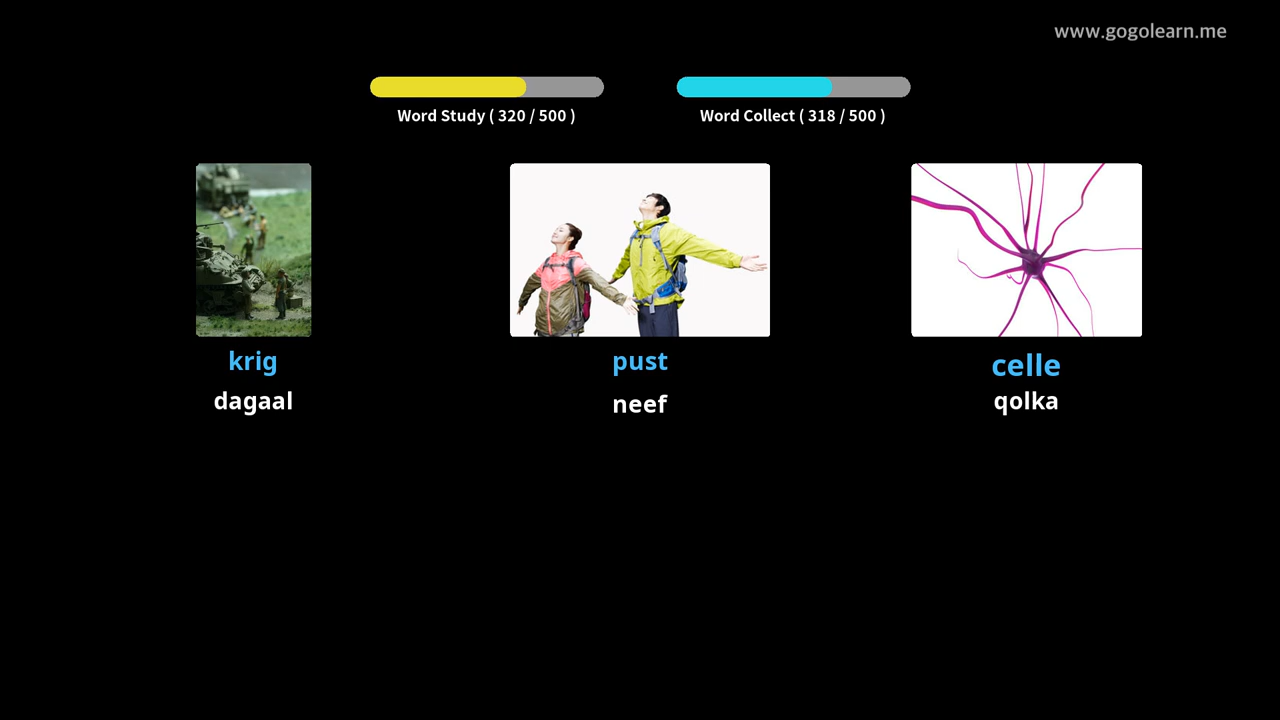 www.gogolearn.me
Word Study ( 320 / 500 )
Word Collect ( 318 / 500 )
krig
dagaal
pust
neef
celle
qolka